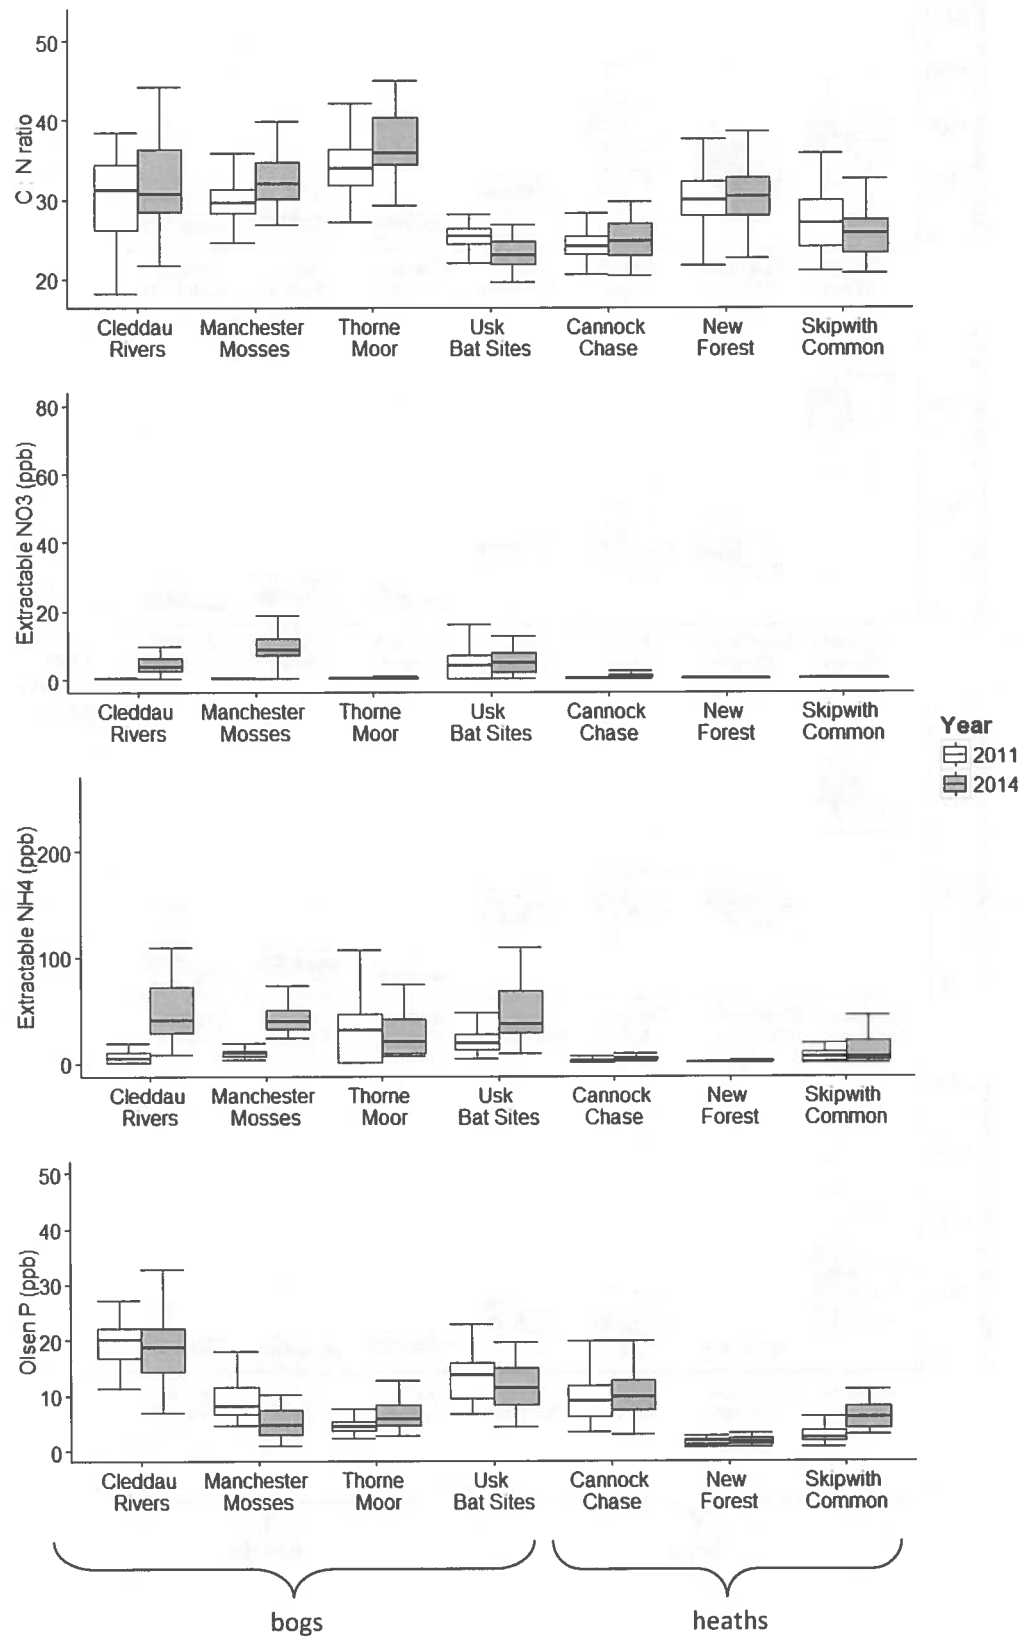 C : N ratio
50
40
30
20
Cleddau Manchester Thorne Usk Cannock New Skipwith
Rivers Mosses Moor Bat Sites Chase Forest Common
Extractable NO3 (ppb)
80
60
40
20
0
Cleddau Manchester Thorne Usk Cannock New Skipwith
Rivers Mosses Moor Bat Sites Chase Forest Common
Year
2011
2014
Extractable NH4 (ppb)
200
100
0
Cleddau Manchester Thorne Usk Cannock New Skipwith
Rivers Mosses Moor Bat Sites Chase Forest Common
Olsen P (ppb)
50
40
30
20
10
0
Cleddau Manchester Thorne Usk Cannock New Skipwith
Rivers Mosses Moor Bat Sites Chase Forest Common
bogs heaths